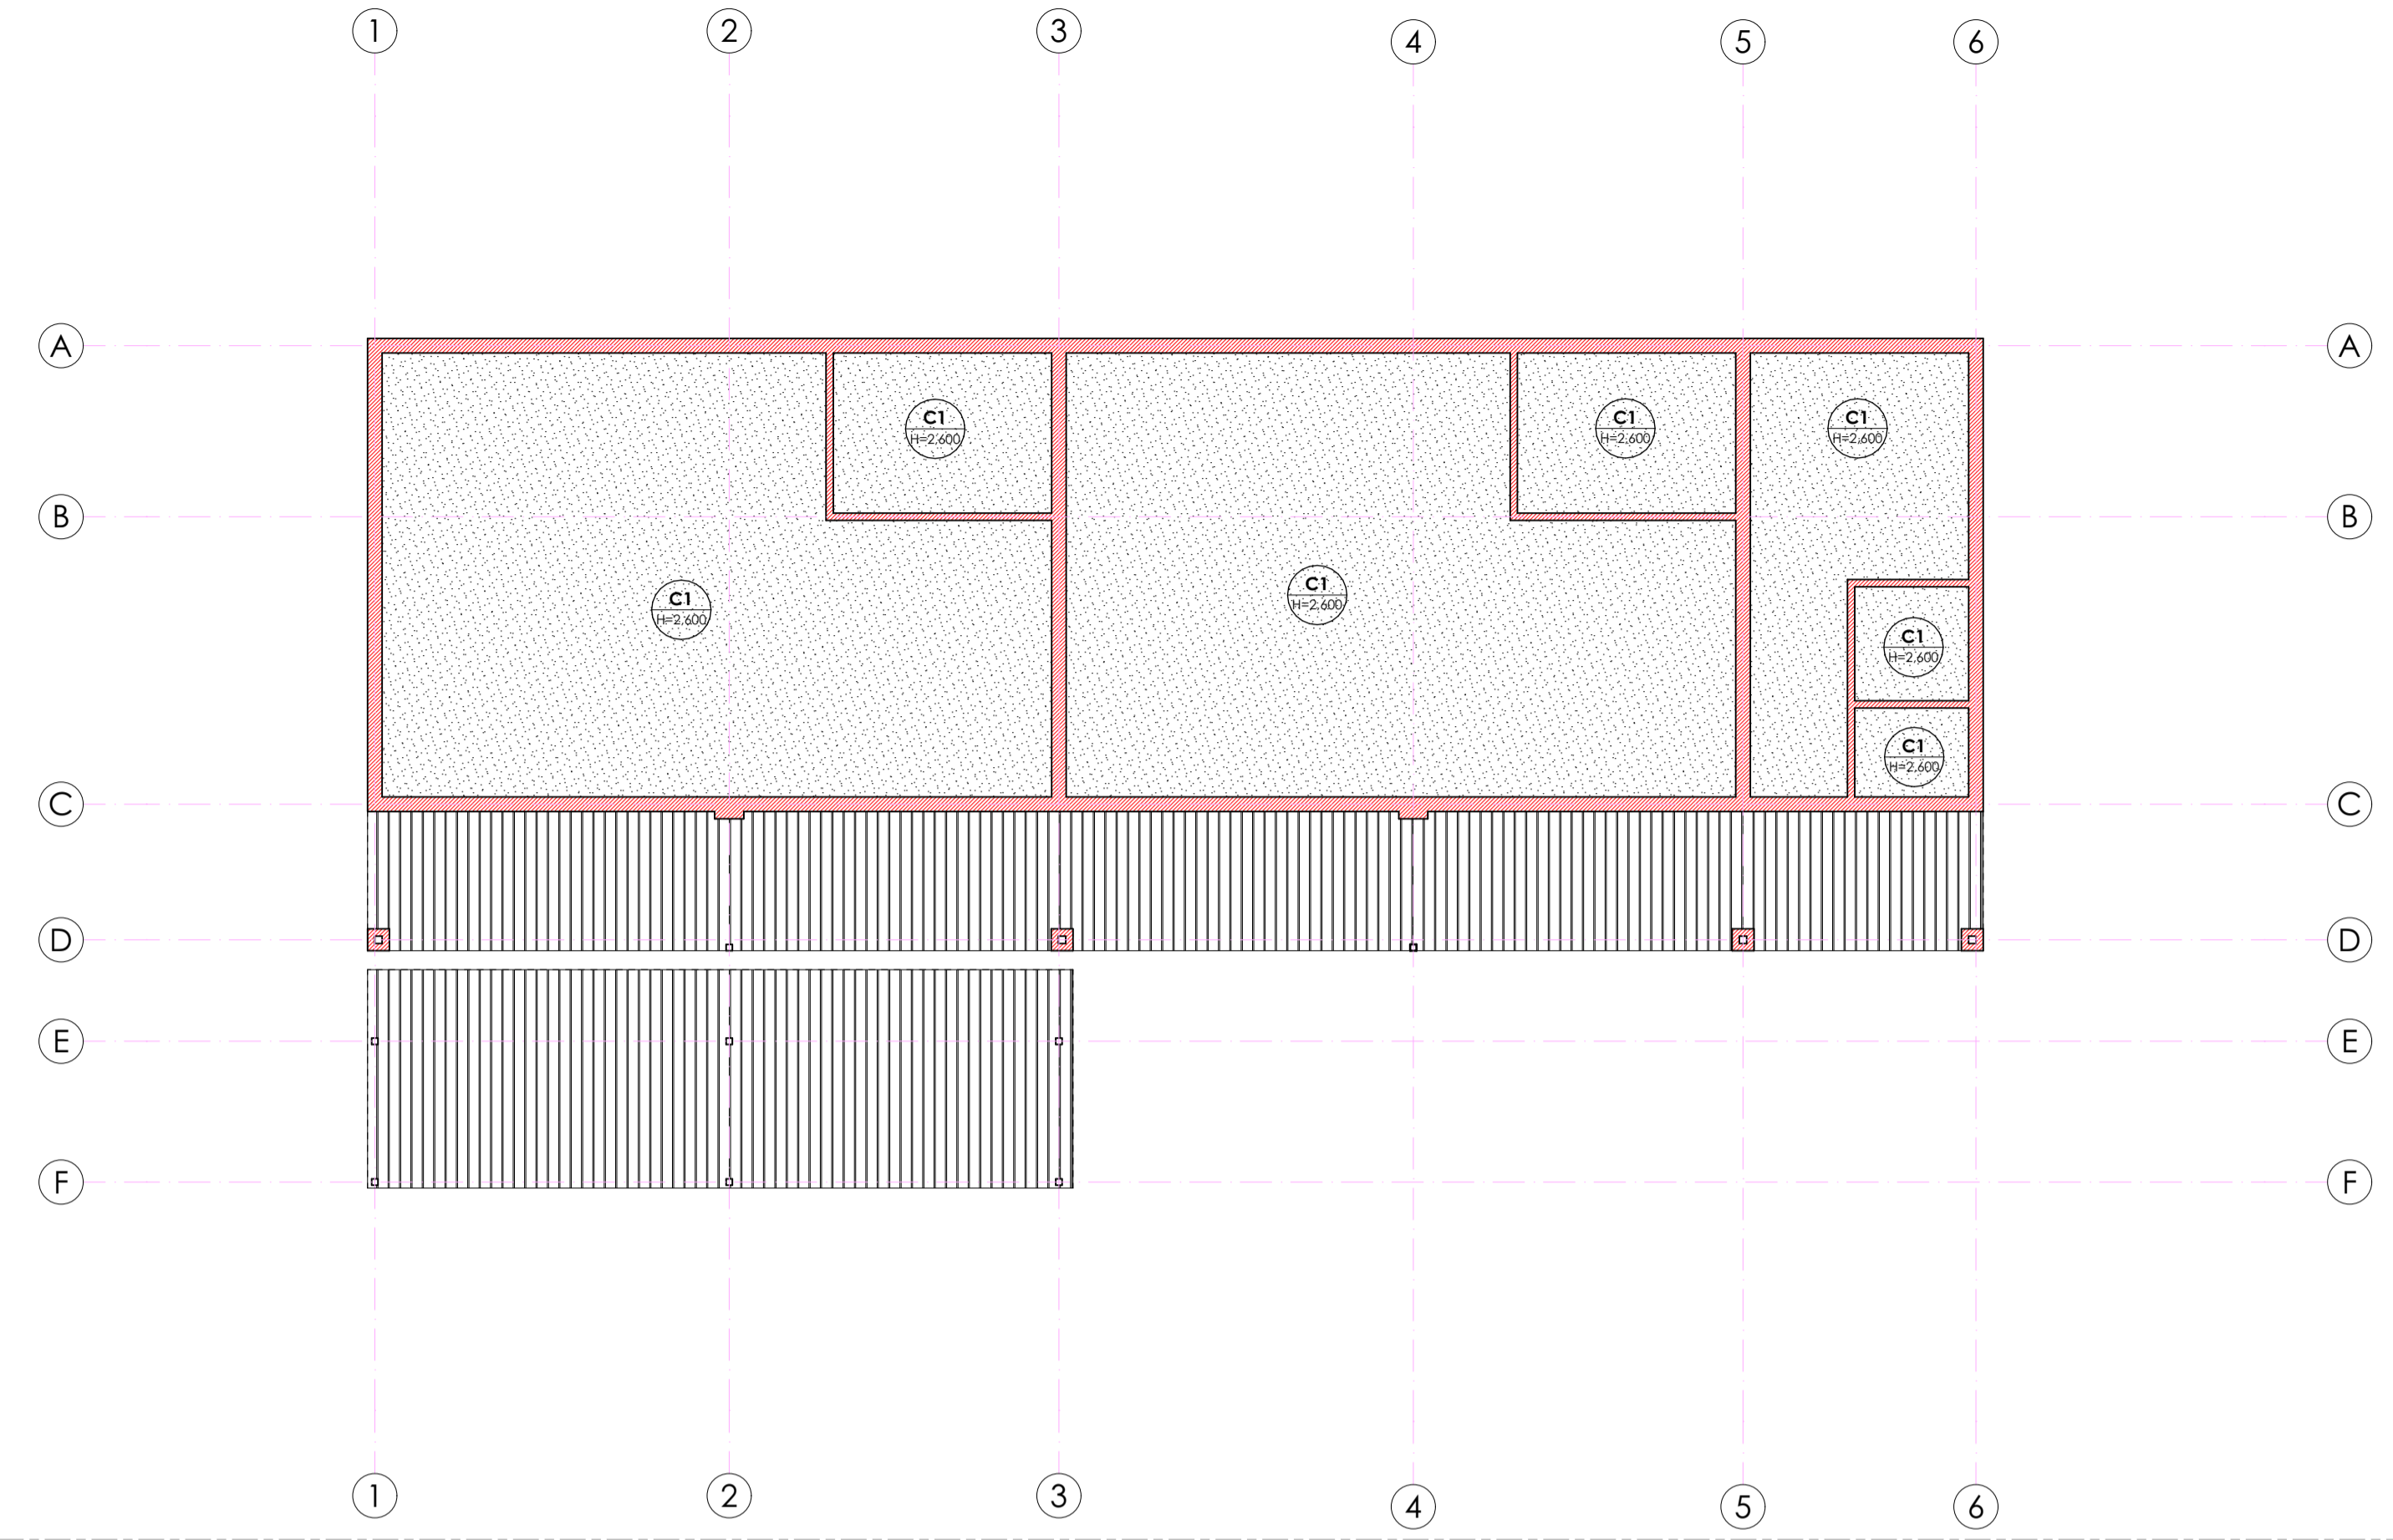 1 2 3 4 5 6
A A
C1 C1 C1
H=2.600 H=2.600 H=2.600
B B
C1 C1
H=2.600 H=2.600
C1
H=2.600
C1
H=2.600
C C
D D
E E
F F
1 2 3 4 5 6